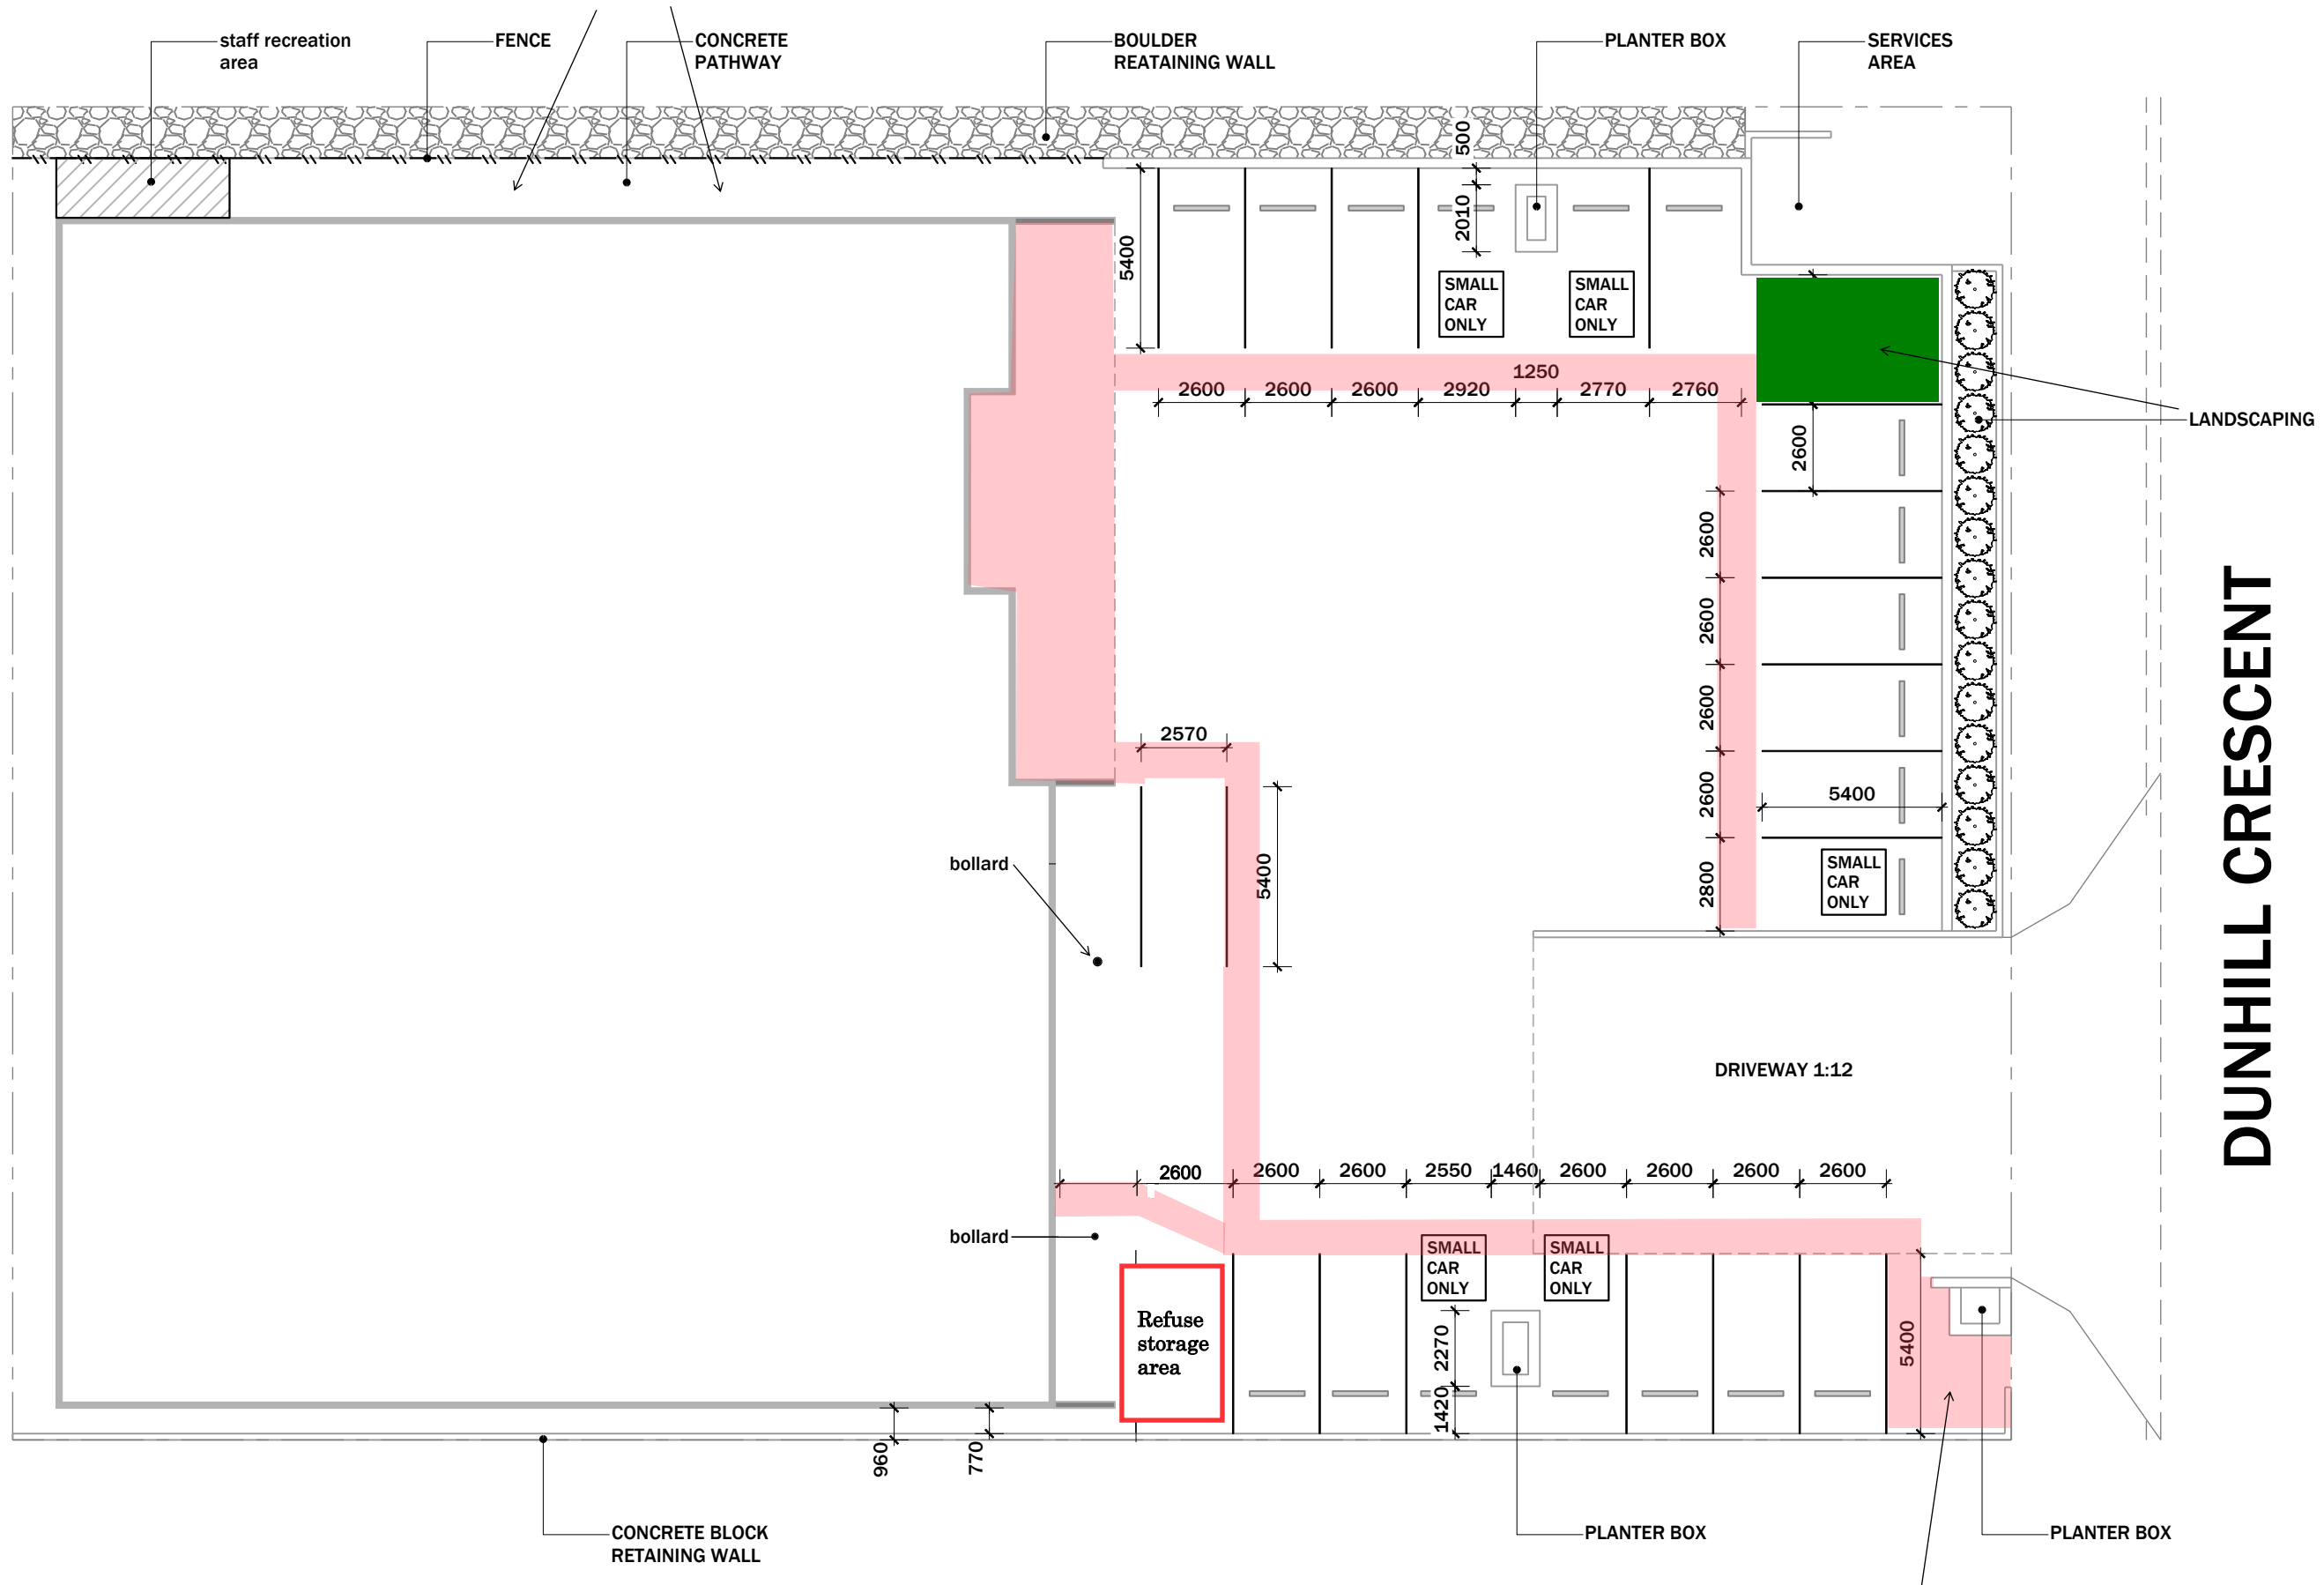 staff recreation
area
FENCE
CONCRETE
PATHWAY
BOULDER
REATAINING WALL
PLANTER BOX
SERVICES
AREA
500
2010
5400
SMALL
CAR
ONLY
SMALL
CAR
ONLY
1250
2600
2600
2600
2920
2770
2760
LANDSCAPING
2600
2600
2600
2600
2600
2800
5400
SMALL
CAR
ONLY
2570
5400
bollard
DUNHILL CRESCENT
DRIVEWAY 1:12
2600
2600
2600
2550
1460
2600
2600
2600
2600
bollard
SMALL
CAR
ONLY
SMALL
CAR
ONLY
Refuse
storage
area
2270
1420
5400
960
770
CONCRETE BLOCK
RETAINING WALL
PLANTER BOX
PLANTER BOX